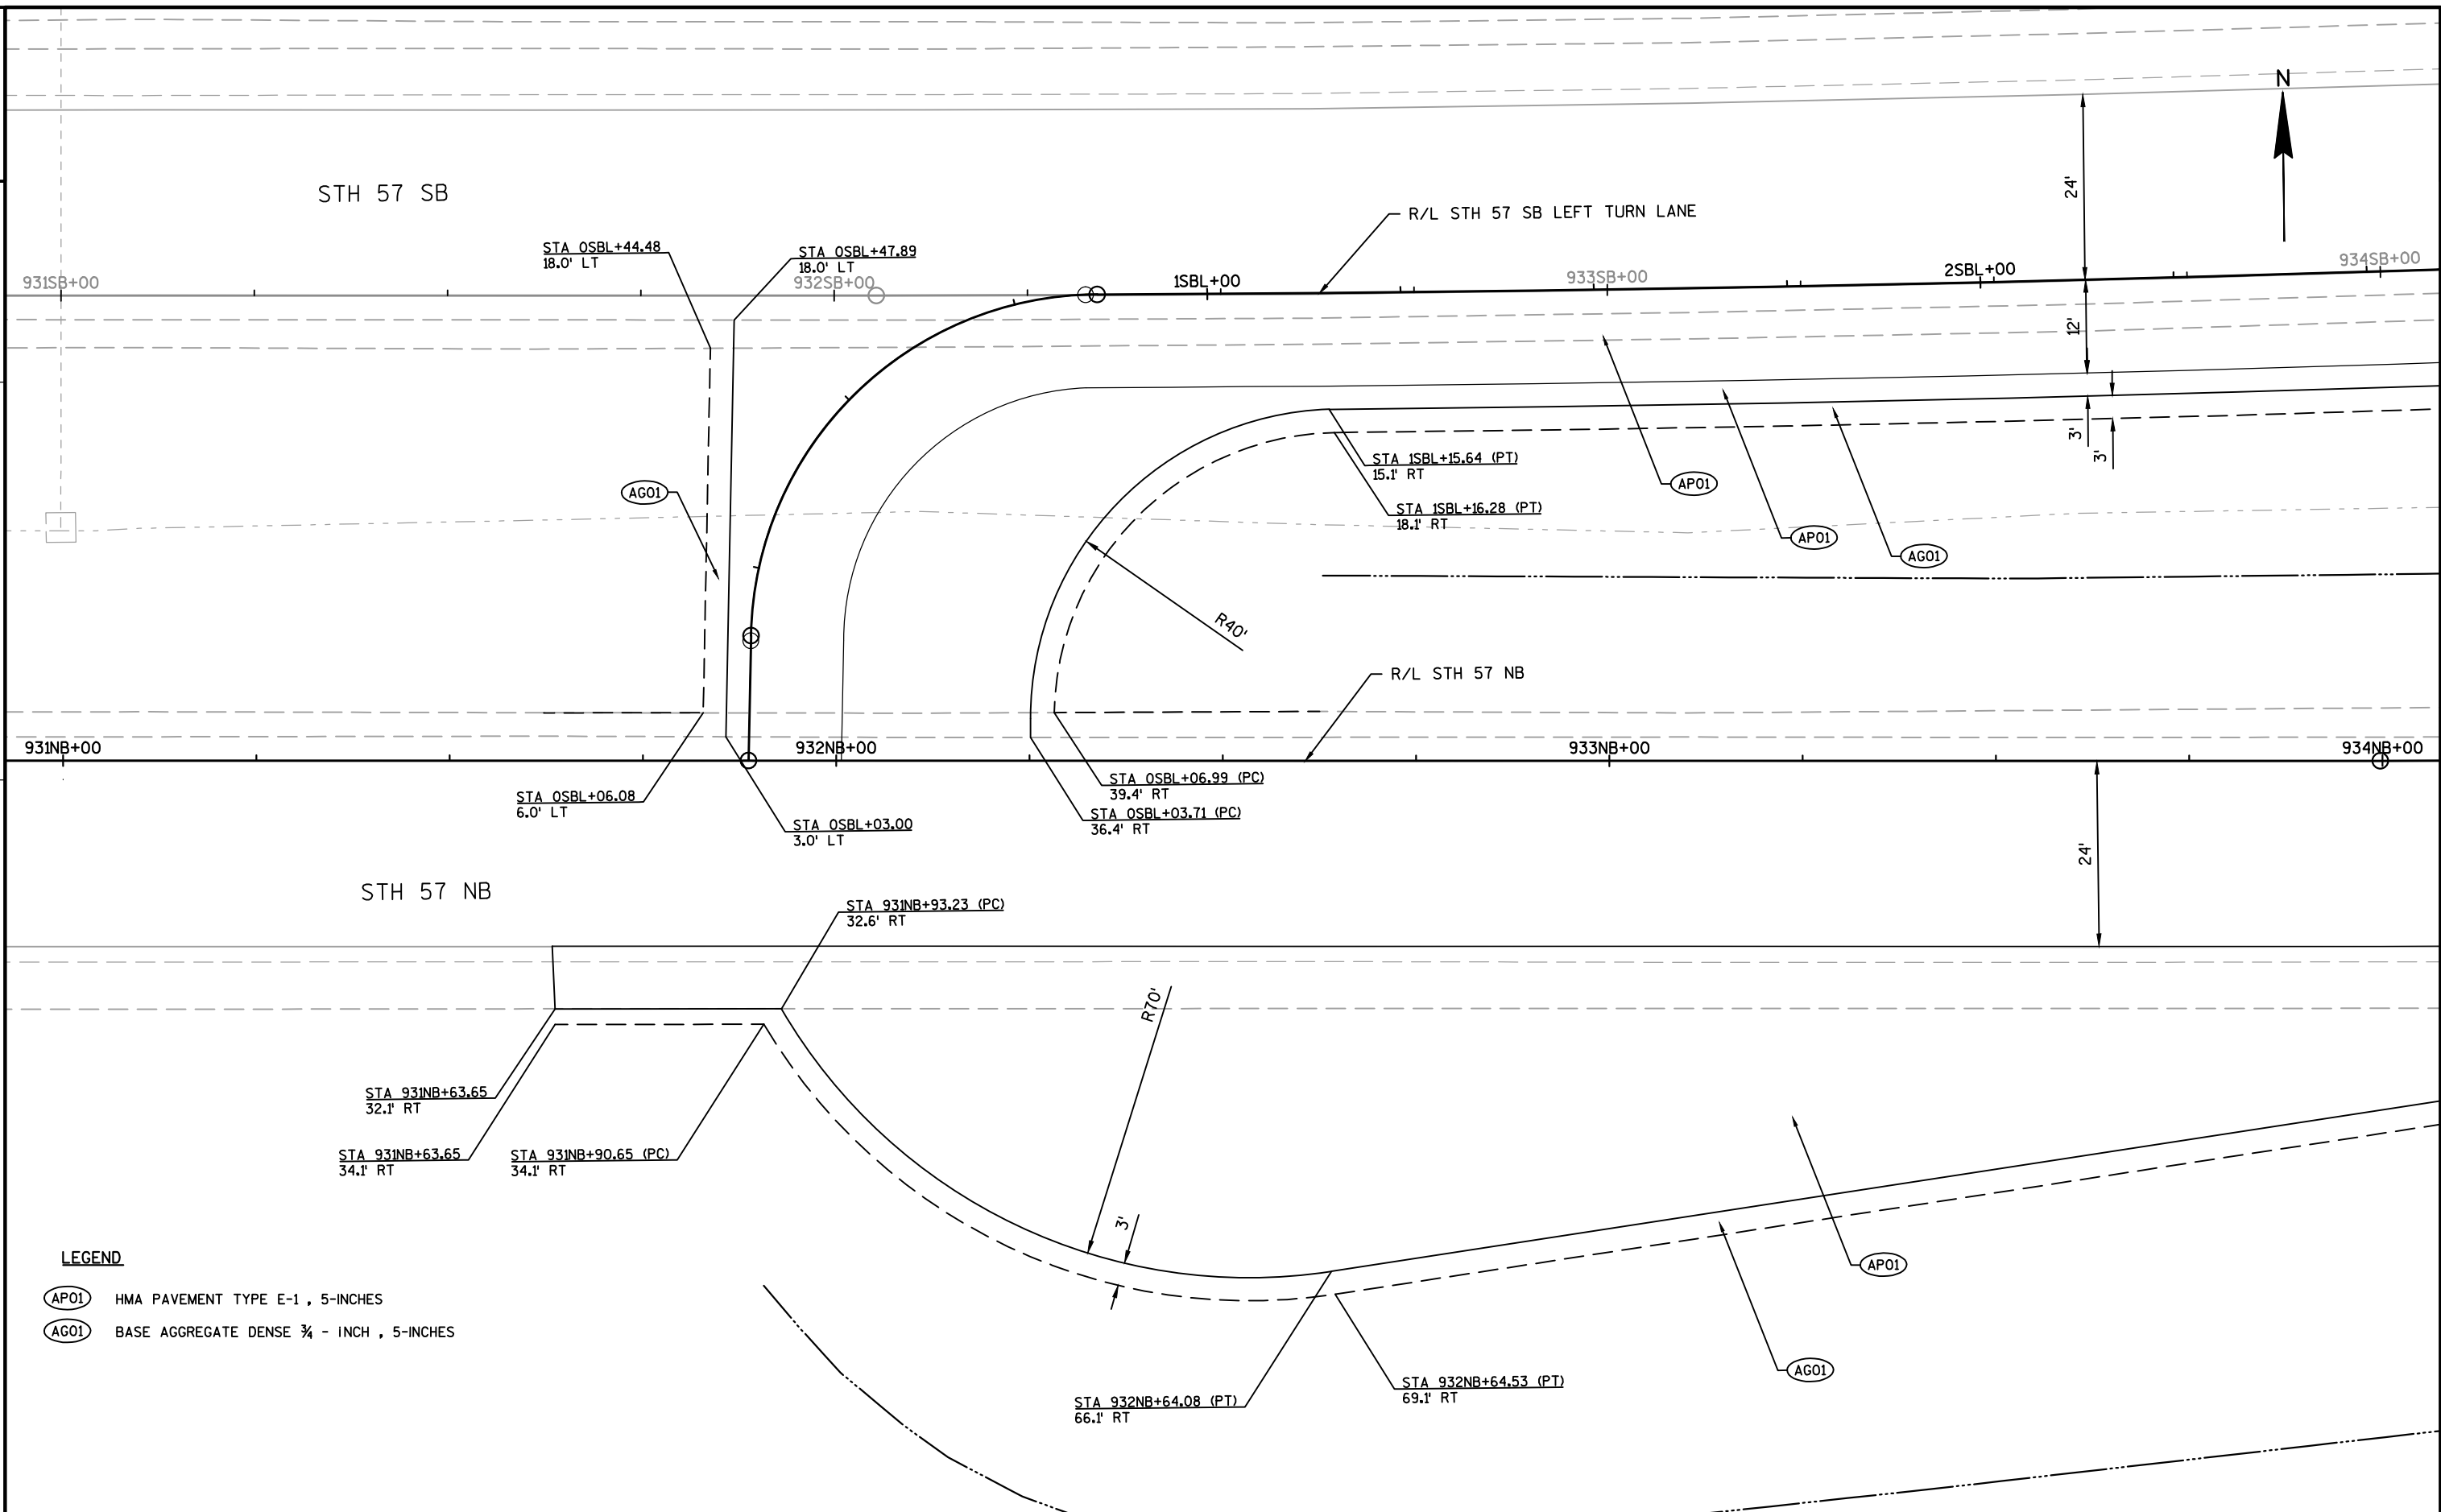 N
STH 57 SB
24'
R/L STH 57 SB LEFT TURN LANE
STA 0SBL+44.48
18.0' LT
STA 0SBL+47.89
18.0' LT
931SB+00
932SB+00
1SBL+00
933SB+00
2SBL+00
934SB+00
12'
3'
3'
STA 1SBL+15.64 (PT)
15.1' RT
AP01
AG01
STA 1SBL+16.28 (PT)
18.1' RT
AP01
AG01
R40'
R/L STH 57 NB
931NB+00
932NB+00
933NB+00
934NB+00
STA 0SBL+06.99 (PC)
39.4' RT
STA 0SBL+06.08
6.0' LT
STA 0SBL+03.71 (PC)
36.4' RT
STA 0SBL+03.00
3.0' LT
24'
STH 57 NB
STA 931NB+93.23 (PC)
32.6' RT
R70'
STA 931NB+63.65
32.1' RT
STA 931NB+63.65
34.1' RT
STA 931NB+90.65 (PC)
34.1' RT
3'
AP01
LEGEND
AP01 HMA PAVEMENT TYPE E-1 , 5-INCHES
AG01 BASE AGGREGATE DENSE ¾ - INCH , 5-INCHES
AG01
STA 932NB+64.53 (PT)
69.1' RT
STA 932NB+64.08 (PT)
66.1' RT